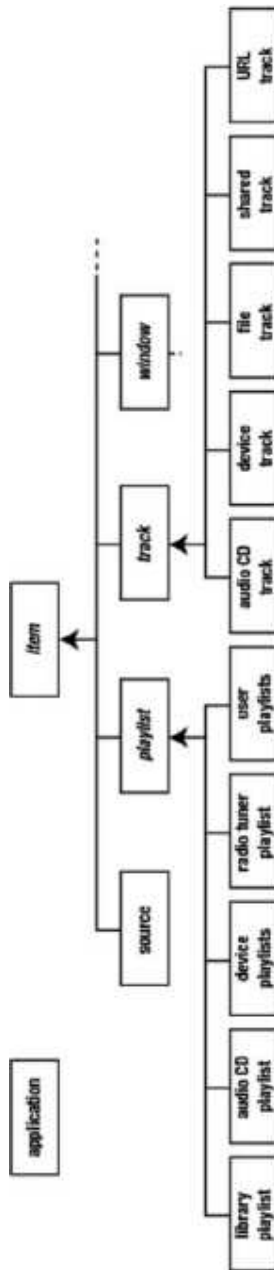 application
item
source
playlist
track
window
library
playlist
audio CD
playlist
device
playlists
radio tuner
playlist
user
playlists
audio CD
track
device
track
file
track
shared
track
URL
track